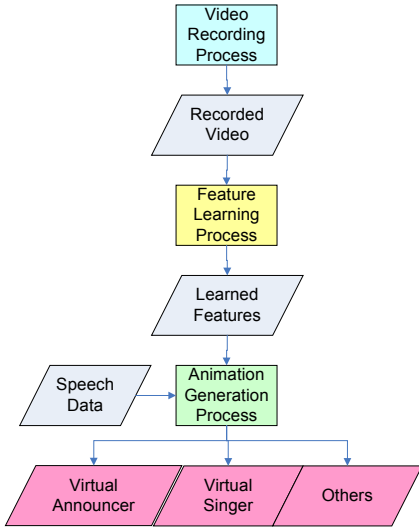 Video
Recording
Process
Recorded
Video
Feature
Learning
Process
Learned
Features
Speech
Data
Animation
Generation
Process
Virtual
Announcer
Virtual
Singer
Others